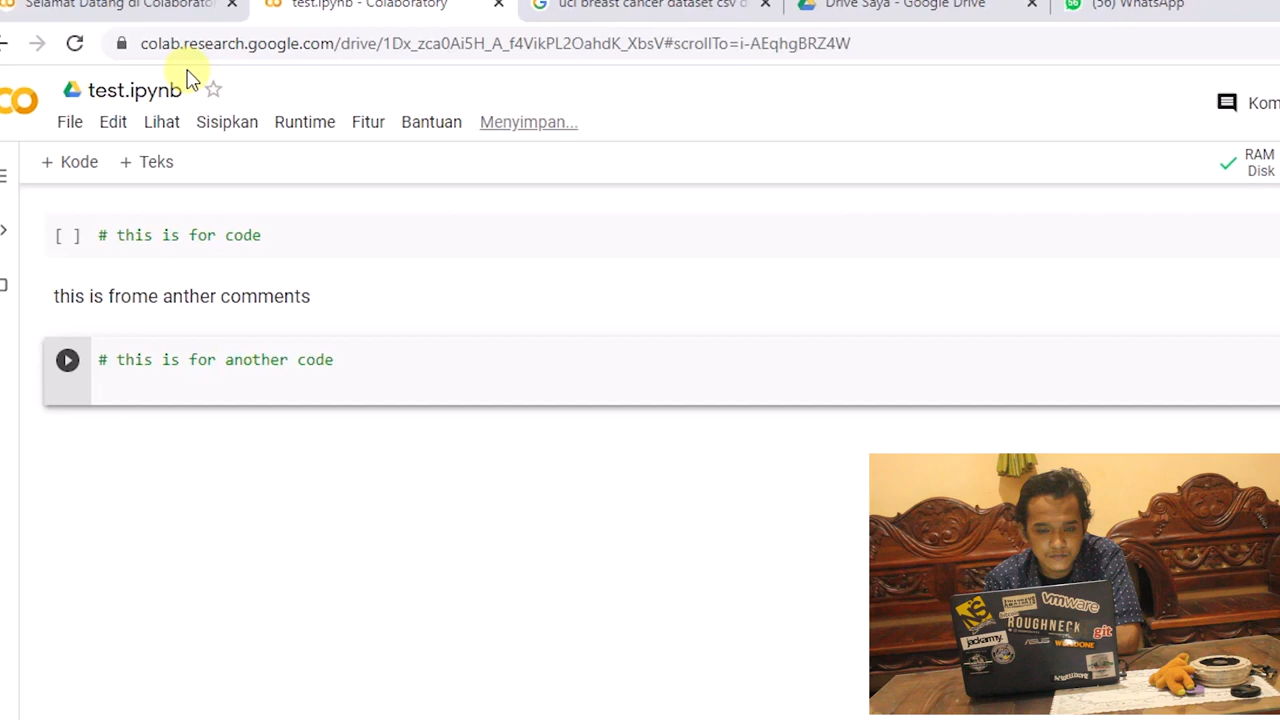 Selamat Datang di Colaborato
test.ipynb - Colaboratory
uci breast cancer dataset csv d
Drive Saya - Google Drive
(56) WhatsApp
colab.research.google.com/drive/1Dx_zca0Ai5H_A_f4VikPL2OahdK_XbsV#scrollTo=i-AEqhgBRZ4W
CO
test.ipynb
Kom
File Edit Lihat Sisipkan Runtime Fitur Bantuan Menyimpan...
+ Kode + Teks
RAM
Disk
[ ] # this is for code
this is frome anther comments
# this is for another code
vmware
ROUGHNECK
git
jackarmy.
ASUS